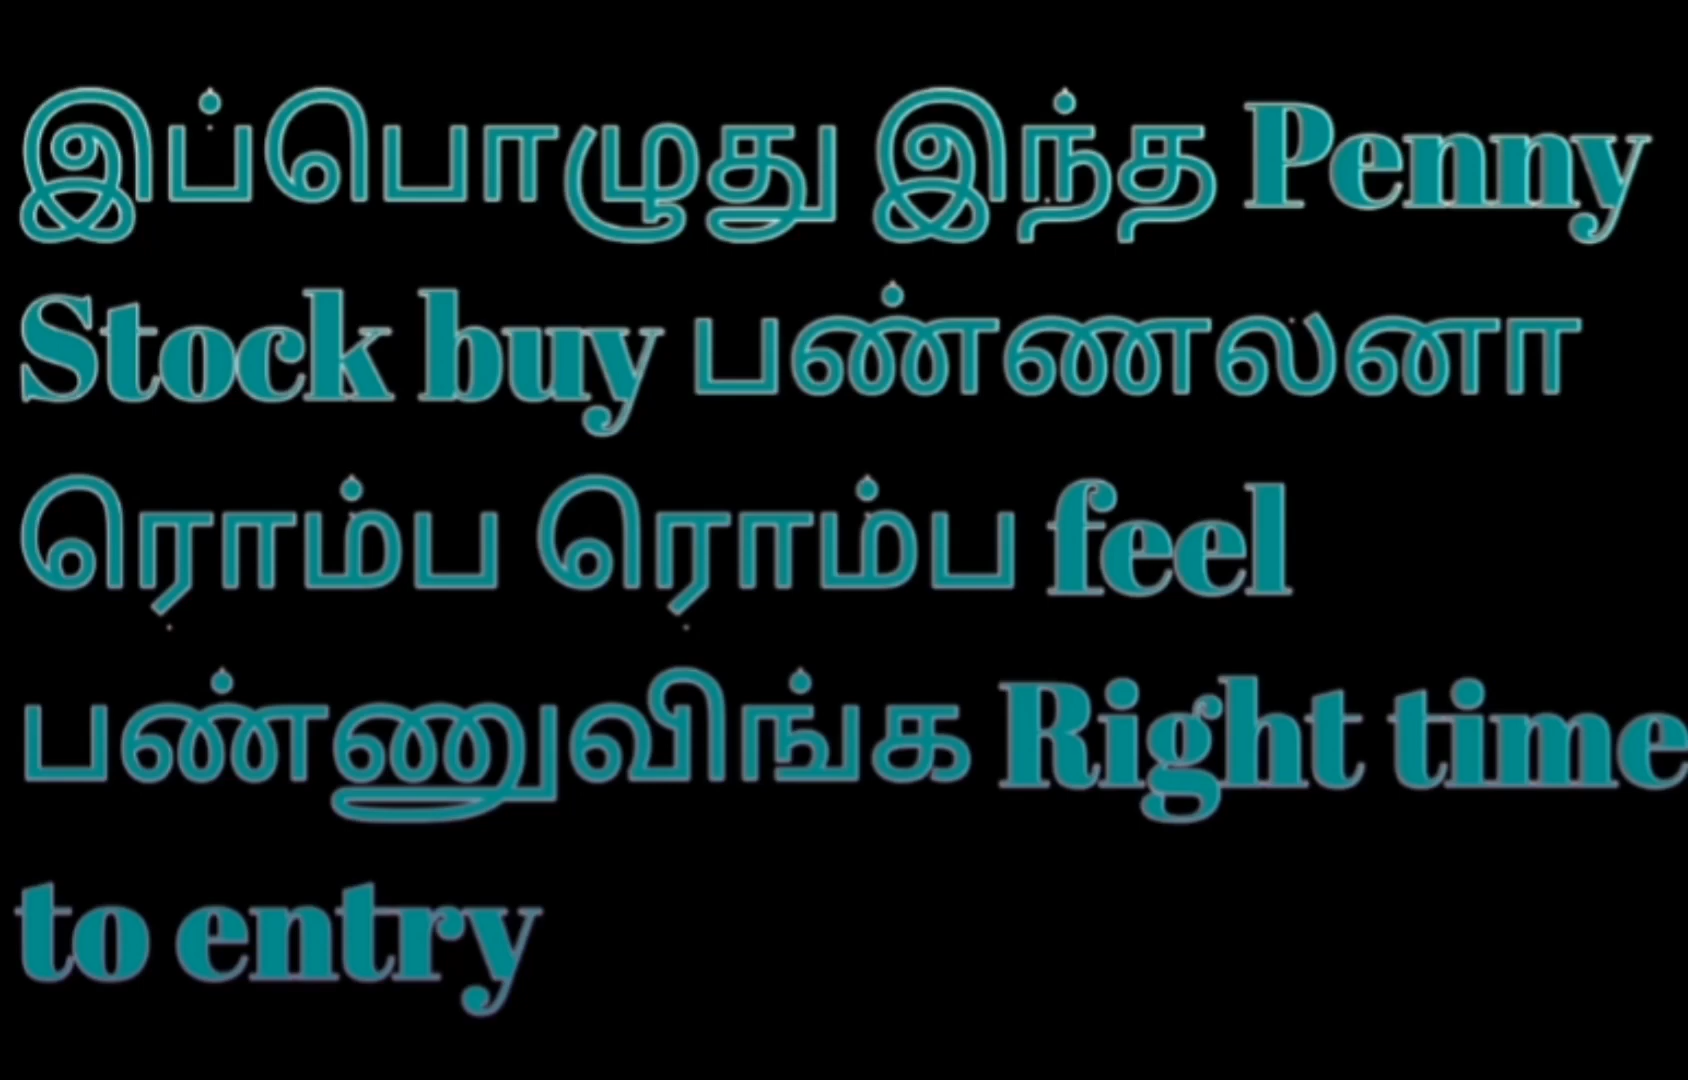 இப்பொழுது இந்த Penny
Stock buy பண்ணலனா
ரொம்ப ரொம்ப feel
பண்ணுவிங்க Right time
to entry